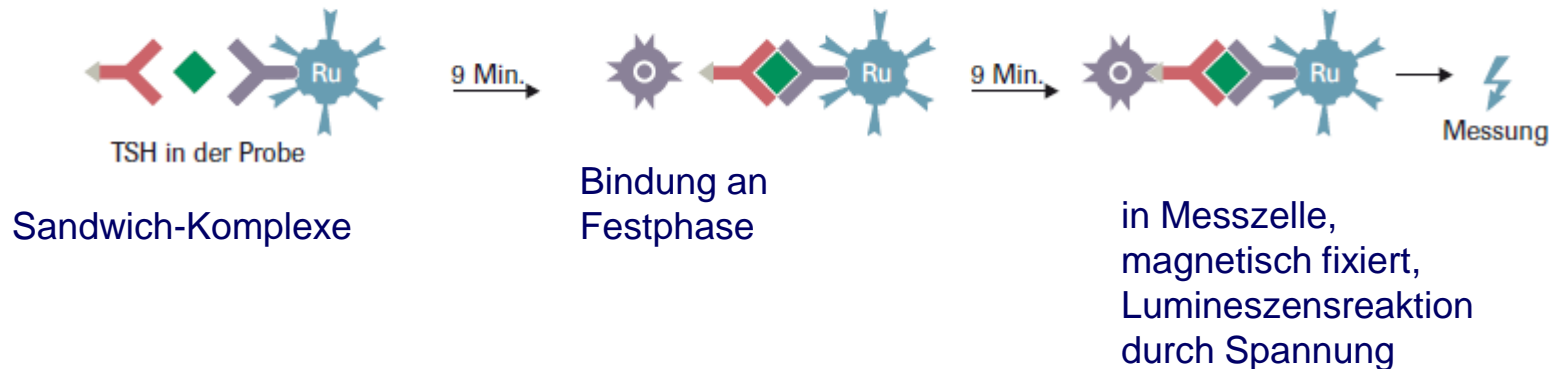 Ru
9 Min.
Ru
9 Min.
Ru
Messung
TSH in der Probe
Sandwich-Komplexe
Bindung an
Festphase
in Messzelle,
magnetisch fixiert,
Lumineszensreaktion
durch Spannung